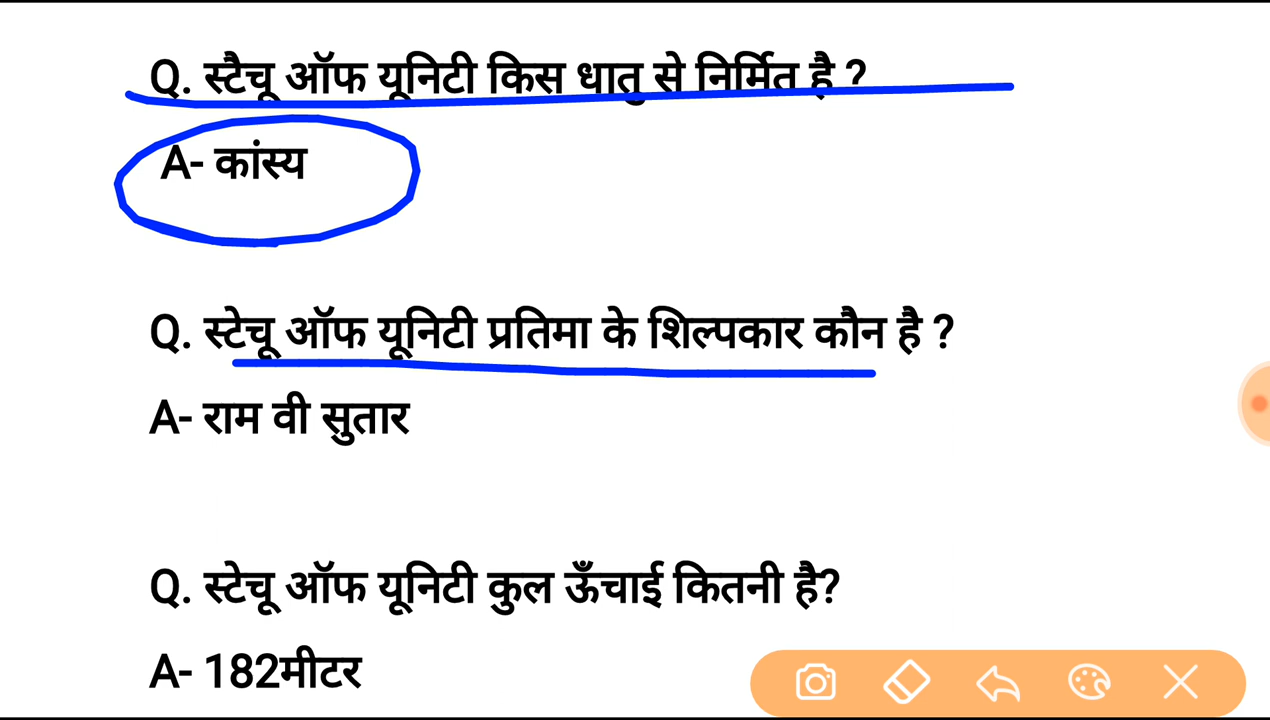 Q. स्टैचू ऑफ यूनिटी किस धातु से निर्मित है ?
A- कांस्य
Q. स्टेचू ऑफ यूनिटी प्रतिमा के शिल्पकार कौन है ?
A- राम वी सुतार
Q. स्टेचू ऑफ यूनिटी कुल ऊँचाई कितनी है?
A- 182मीटर